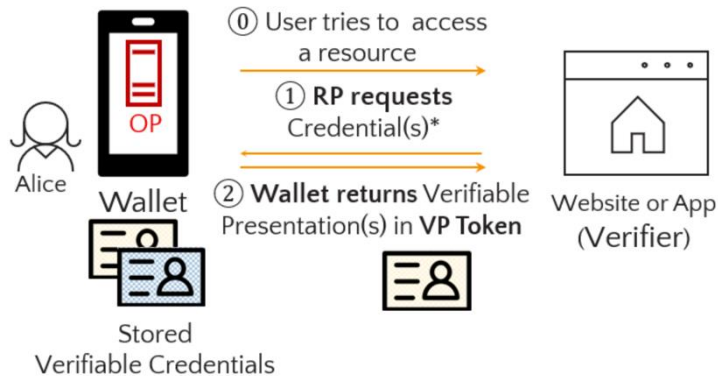 ⓪ User tries to access
a resource
① RP requests
Credential(s)*
② Wallet returns Verifiable
Presentation(s) in VP Token
OP
Alice
Wallet
Stored
Verifiable Credentials
Website or App
(Verifier)